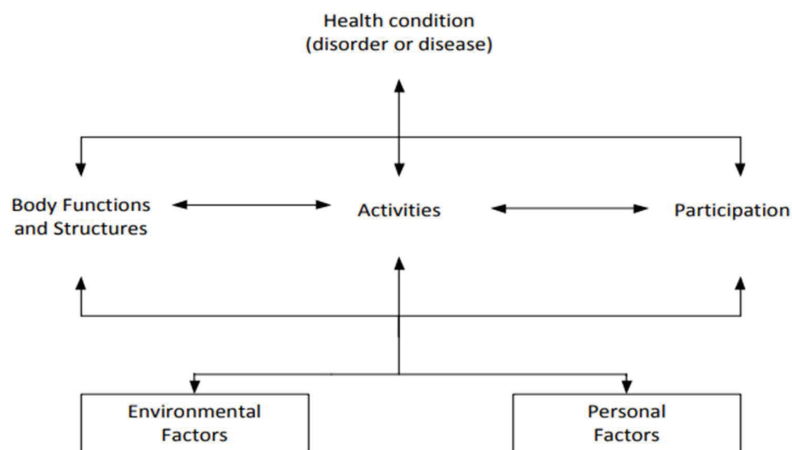 Health condition
(disorder or disease)
Body Functions
and Structures
Activities
Participation
Environmental
Factors
Personal
Factors